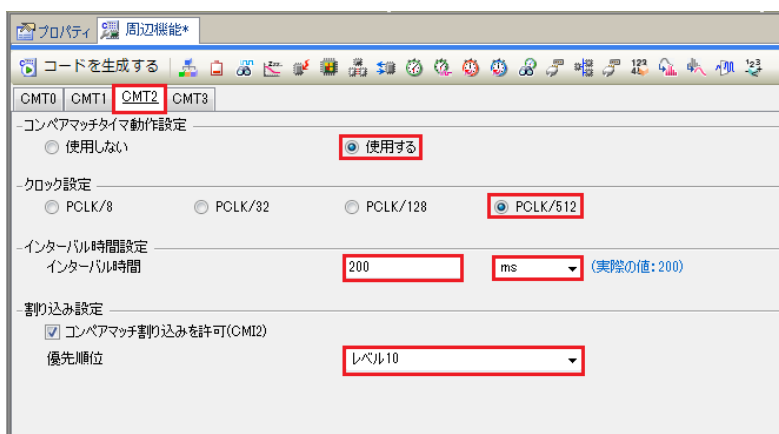 プロパティ 周辺機能*
コードを生成する
CMT0 CMT1 CMT2 CMT3
コンペアマッチタイマ動作設定
使用しない 使用する
クロック設定
PCLK/8 PCLK/32 PCLK/128 PCLK/512
インターバル時間設定
インターバル時間 200 ms (実際の値: 200)
割り込み設定
コンペアマッチ割り込みを許可(CMI2)
優先順位 レベル10